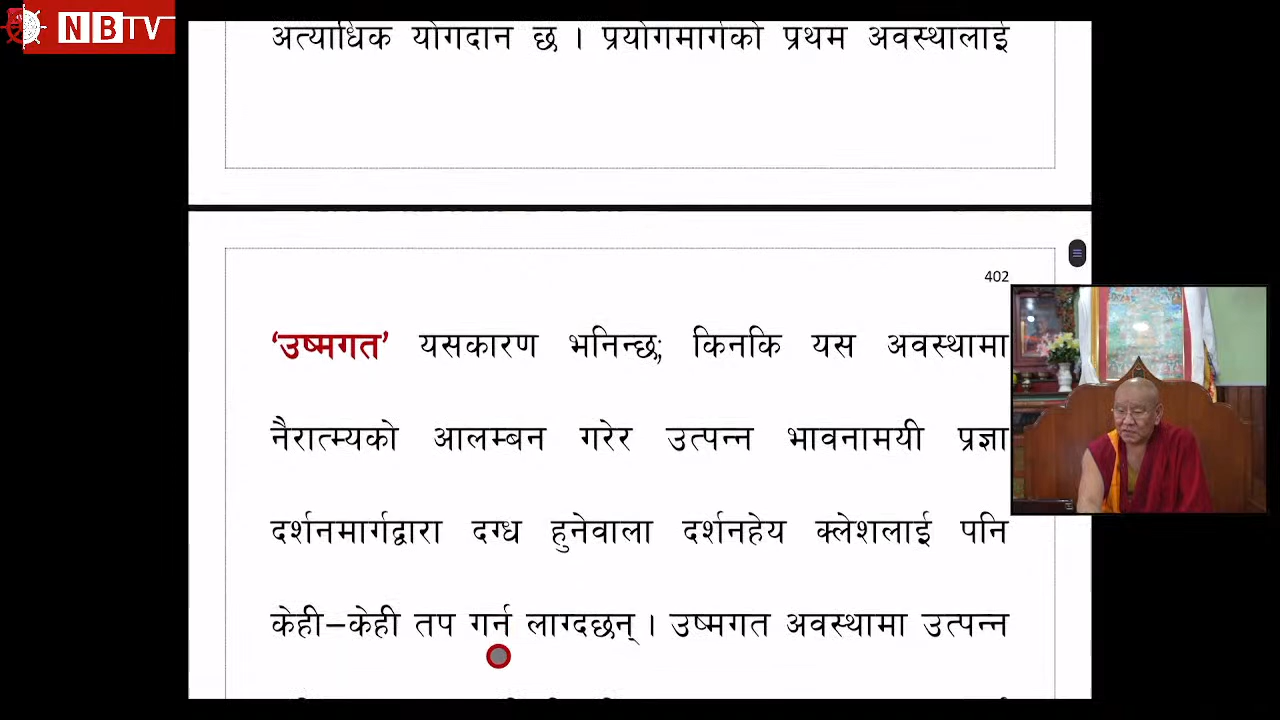 NBTV
अत्याधिक योगदान छ । प्रयोगमार्गको प्रथम अवस्थालाई
402
‘उष्मगत’ यसकारण भनिन्छ; किनकि यस अवस्थामा
नैरात्म्यको आलम्बन गरेर उत्पन्न भावनामयी प्रज्ञा
दर्शनमार्गद्वारा दग्ध हुनेवाला दर्शनहेय क्लेशलाई पनि
केही–केही तप गर्न लाग्दछन् । उष्मगत अवस्थामा उत्पन्न